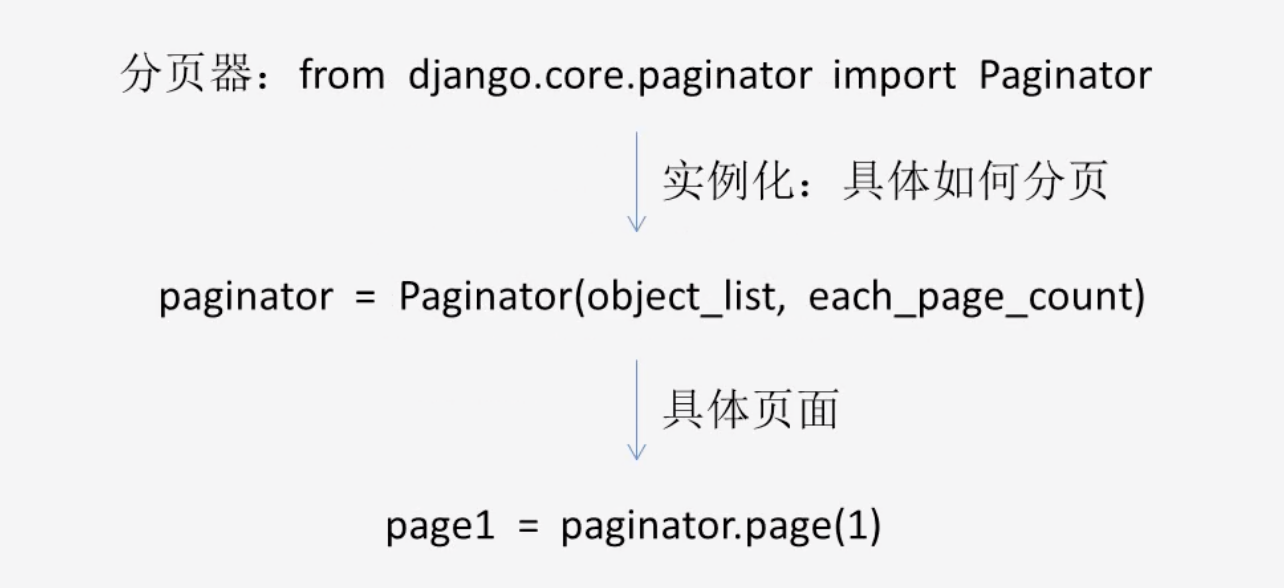 分页器：from django.core.paginator import Paginator
实例化：具体如何分页
paginator = Paginator(object_list, each_page_count)
具体页面
page1 = paginator.page(1)